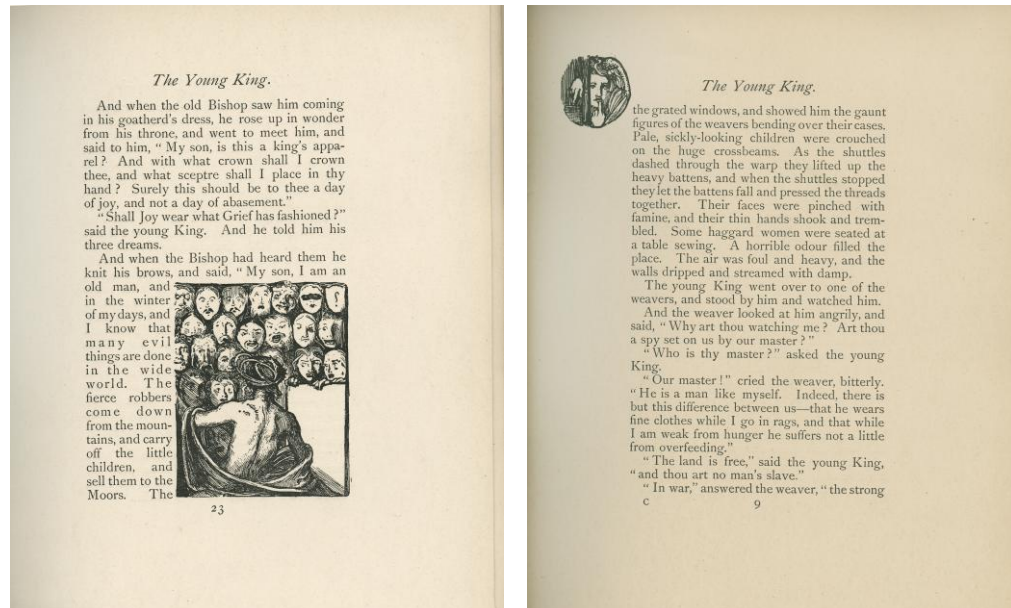 The Young King.
And when the old Bishop saw him coming
in his goatherd's dress, he rose up in wonder
from his throne, and went to meet him, and
said to him, “ My son, is this a king's appa-
rel ? And with what crown shall I crown
thee, and what sceptre shall I place in thy
hand ? Surely this should be to thee a day
of joy, and not a day of abasement.”
“ Shall Joy wear what Grief has fashioned ?”
said the young King. And he told him his
three dreams.
And when the Bishop had heard them he
knit his brows, and said, “ My son, I am an
old man, and
in the winter
of my days, and
I know that
many evil
things are done
in the wide
world. The
fierce robbers
come down
from the moun-
tains, and carry
off the little
children, and
sell them to the
Moors. The
23
The Young King.
the grated windows, and showed him the gaunt
figures of the weavers bending over their cases.
Pale, sickly-looking children were crouched
on the huge crossbeams. As the shuttles
dashed through the warp they lifted up the
heavy battens, and when the shuttles stopped
they let the battens fall and pressed the threads
together. Their faces were pinched with
famine, and their thin hands shook and trem-
bled. Some haggard women were seated at
a table sewing. A horrible odour filled the
place. The air was foul and heavy, and the
walls dripped and streamed with damp.
The young King went over to one of the
weavers, and stood by him and watched him.
And the weaver looked at him angrily, and
said, “ Why art thou watching me ? Art thou
a spy set on us by our master ? ”
“ Who is thy master ?” asked the young
King.
“ Our master ! ” cried the weaver, bitterly.
“ He is a man like myself. Indeed, there is
but this difference between us—that he wears
fine clothes while I go in rags, and that while
I am weak from hunger he suffers not a little
from overfeeding.”
“ The land is free,” said the young King,
“ and thou art no man's slave.”
“ In war,” answered the weaver, “ the strong
C 9